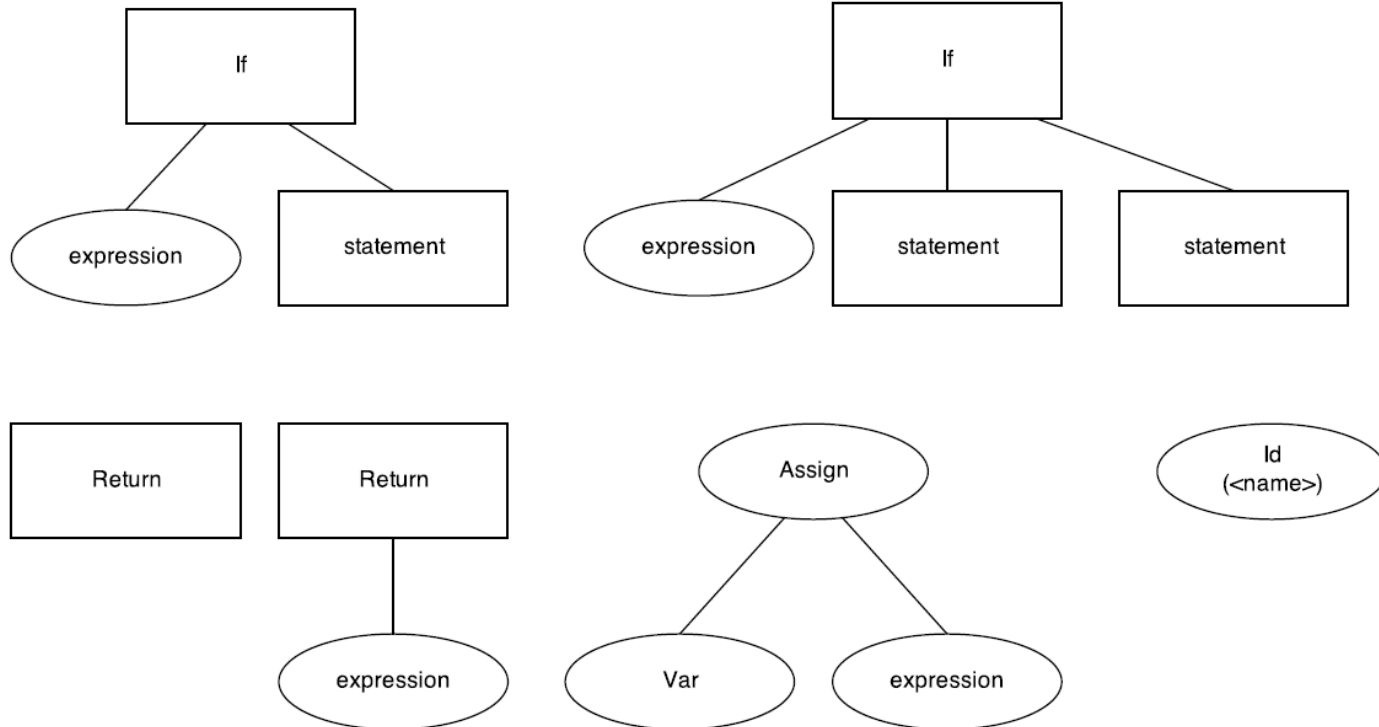 If
If
expression
statement
expression
statement
statement
Return
Return
Assign
Id
(<name>)
expression
Var
expression